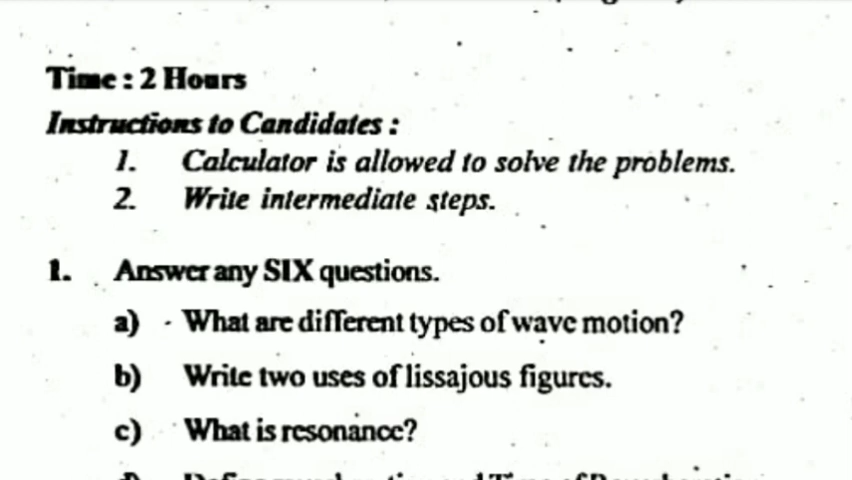 Time : 2 Hours
Instructions to Candidates :
1. Calculator is allowed to solve the problems.
2. Write intermediate steps.
1. Answer any SIX questions.
a) What are different types of wave motion?
b) Write two uses of lissajous figures.
c) What is resonance?